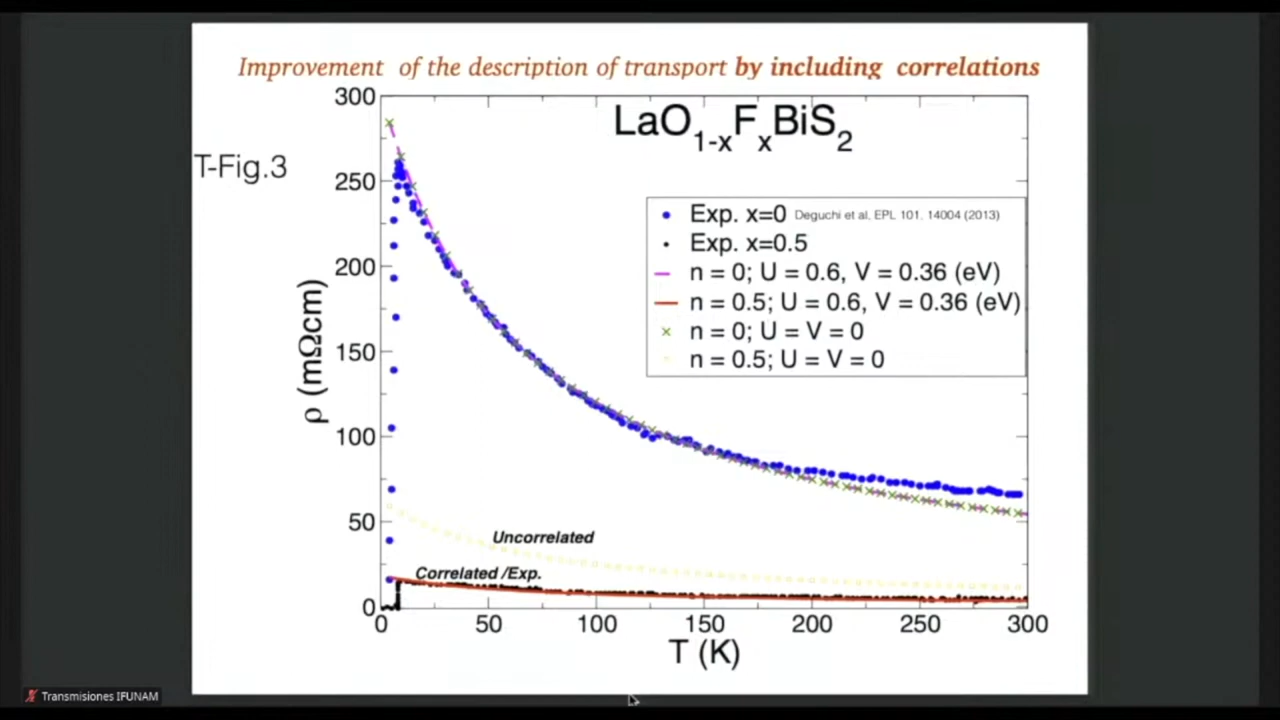 Improvement of the description of transport by including correlations
T-Fig.3
LaO1-xFxBiS2
Exp. x=0 Deguchi et al. EPL 101. 14004 (2013)
Exp. x=0.5
n = 0; U = 0.6, V = 0.36 (eV)
n = 0.5; U = 0.6, V = 0.36 (eV)
n = 0; U = V = 0
n = 0.5; U = V = 0
300
250
200
150
100
50
0
ρ (mΩcm)
Uncorrelated
Correlated /Exp.
0 50 100 150 200 250 300
T (K)
Transmisiones IFUNAM